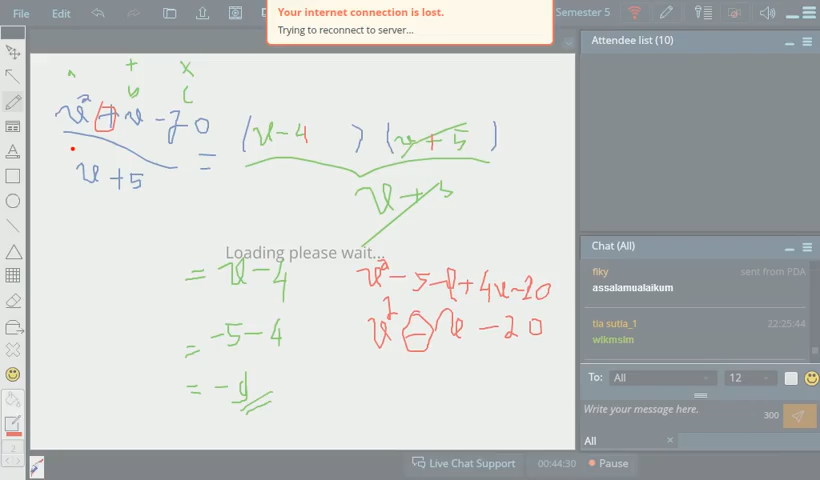 File Edit
Your internet connection is lost.
Trying to reconnect to server...
Semester 5
Attendee list (10)
^ + x
x² + x - 20 = (x-4) (x+5)
x + 5
x + 5
Loading please wait...
= x - 4
x² - 5x + 4x - 20
= -5 - 4
x² - x - 20
= -9
Chat (All)
fiky sent from PDA
assalamualaikum
tia sutia_1 22:25:44
wlkmslm
To: All 12
Write your message here.
300
All x
Live Chat Support 00:44:30 Pause